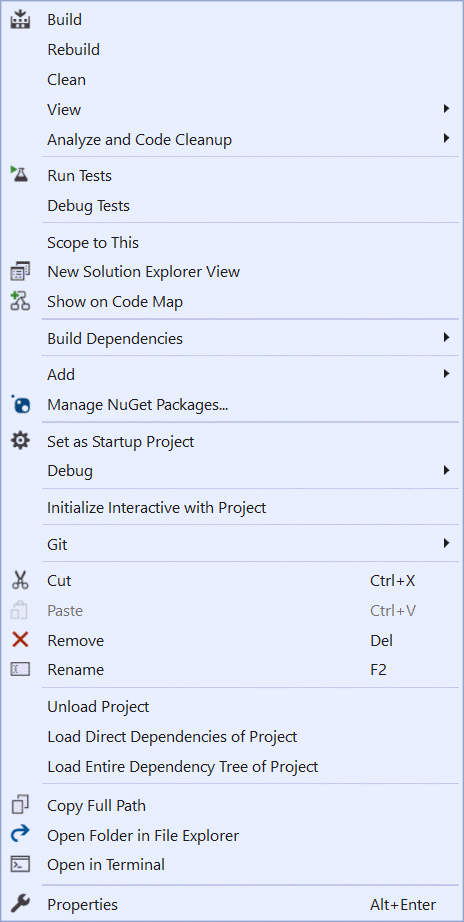 Build
Rebuild
Clean
View
Analyze and Code Cleanup
Run Tests
Debug Tests
Scope to This
New Solution Explorer View
Show on Code Map
Build Dependencies
Add
Manage NuGet Packages...
Set as Startup Project
Debug
Initialize Interactive with Project
Git
Cut Ctrl+X
Paste Ctrl+V
Remove Del
Rename F2
Unload Project
Load Direct Dependencies of Project
Load Entire Dependency Tree of Project
Copy Full Path
Open Folder in File Explorer
Open in Terminal
Properties Alt+Enter